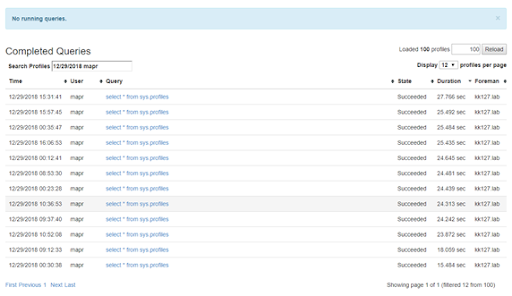 No running queries. ×
Completed Queries Loaded 100 profiles 100 Reload
Search Profiles 12/29/2018 mapr Display 12 profiles per page
Time User Query State Duration Foreman
12/29/2018 15:31:41 mapr select * from sys.profiles Succeeded 27.766 sec kk127.lab
12/29/2018 15:57:45 mapr select * from sys.profiles Succeeded 25.492 sec kk127.lab
12/29/2018 00:35:47 mapr select * from sys.profiles Succeeded 25.484 sec kk127.lab
12/29/2018 16:06:53 mapr select * from sys.profiles Succeeded 25.435 sec kk127.lab
12/29/2018 00:12:41 mapr select * from sys.profiles Succeeded 24.645 sec kk127.lab
12/29/2018 08:53:30 mapr select * from sys.profiles Succeeded 24.481 sec kk127.lab
12/29/2018 00:23:28 mapr select * from sys.profiles Succeeded 24.439 sec kk127.lab
12/29/2018 10:36:53 mapr select * from sys.profiles Succeeded 24.313 sec kk127.lab
12/29/2018 09:37:40 mapr select * from sys.profiles Succeeded 24.242 sec kk127.lab
12/29/2018 10:52:08 mapr select * from sys.profiles Succeeded 23.872 sec kk127.lab
12/29/2018 09:12:33 mapr select * from sys.profiles Succeeded 18.059 sec kk127.lab
12/29/2018 00:30:38 mapr select * from sys.profiles Succeeded 15.484 sec kk127.lab
First Previous 1 Next Last Showing page 1 of 1 (filtered 12 from 100)